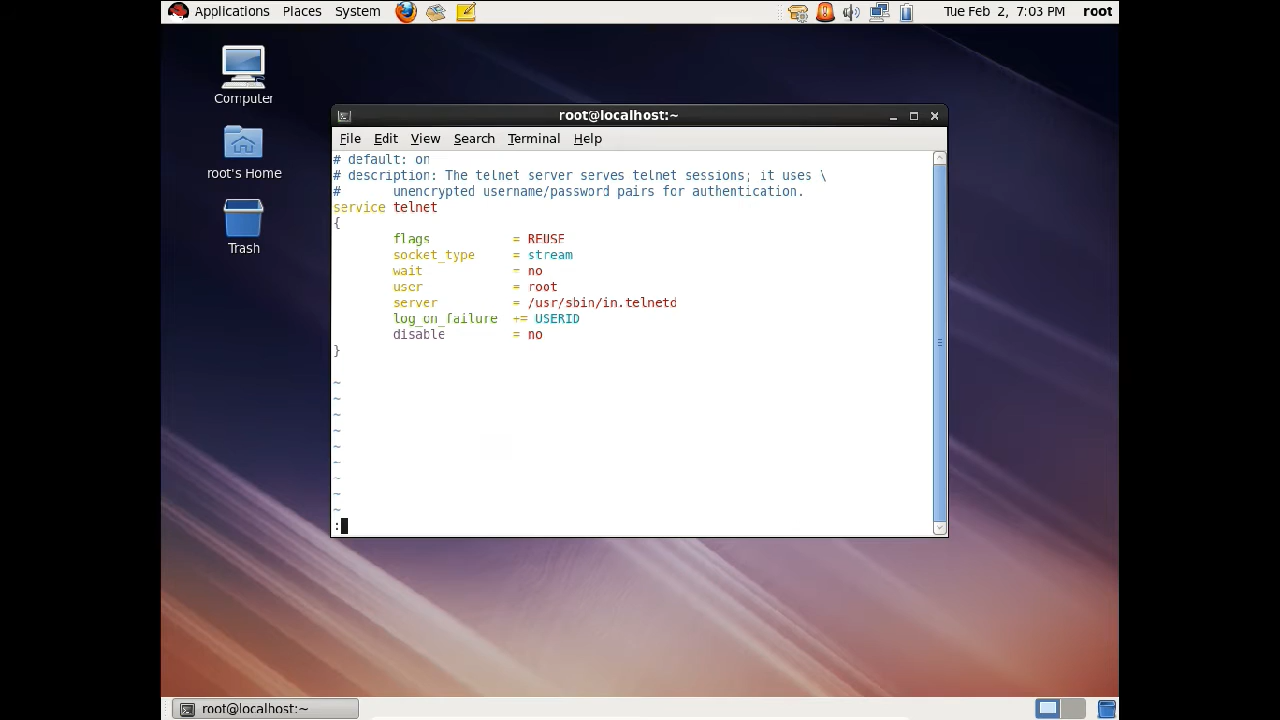 Applications Places System Tue Feb 2, 7:03 PM root
Computer
root's Home
Trash
root@localhost:~
File Edit View Search Terminal Help
# default: on
# description: The telnet server serves telnet sessions; it uses \
# unencrypted username/password pairs for authentication.
service telnet
{
flags = REUSE
socket_type = stream
wait = no
user = root
server = /usr/sbin/in.telnetd
log_on_failure += USERID
disable = no
}
~
~
~
~
~
~
~
~
~
:
root@localhost:~